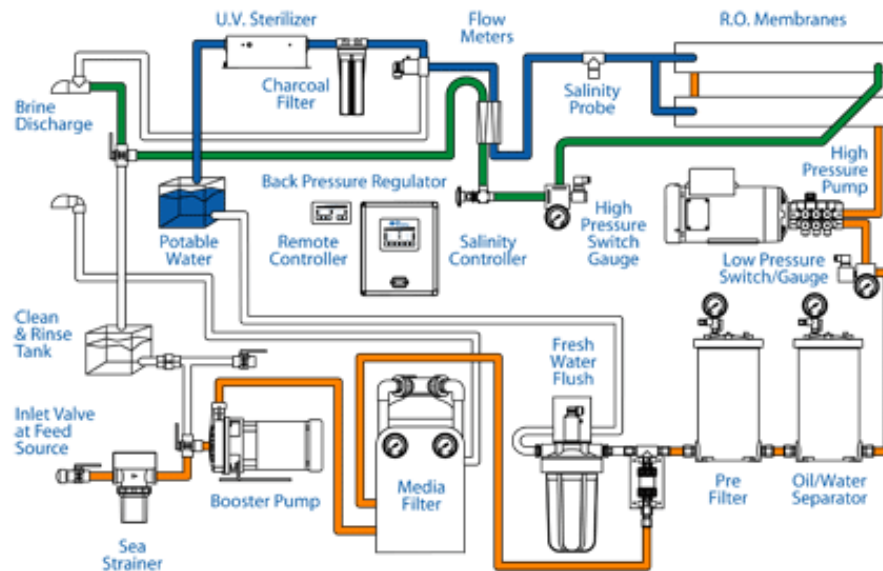 U.V. Sterilizer
Flow
Meters
R.O. Membranes
Brine
Discharge
Charcoal
Filter
Salinity
Probe
High
Pressure
Pump
Back Pressure Regulator
Potable
Water
Remote
Controller
Salinity
Controller
High
Pressure
Switch
Gauge
Low Pressure
Switch/Gauge
Clean
& Rinse
Tank
Fresh
Water
Flush
Inlet Valve
at Feed
Source
Booster Pump
Media
Filter
Pre
Filter
Oil/Water
Separator
Sea
Strainer